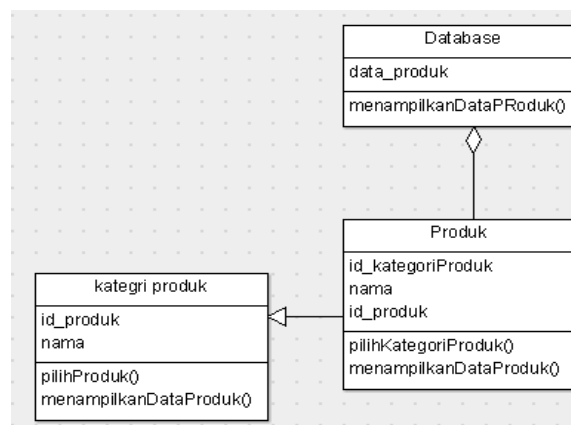 Database
data_produk
menampilkanDataPRoduk()
Produk
id_kategoriProduk
nama
id_produk
pilihKategoriProduk()
menampilkanDataProduk()
kategri produk
id_produk
nama
pilihProduk()
menampilkanDataProduk()